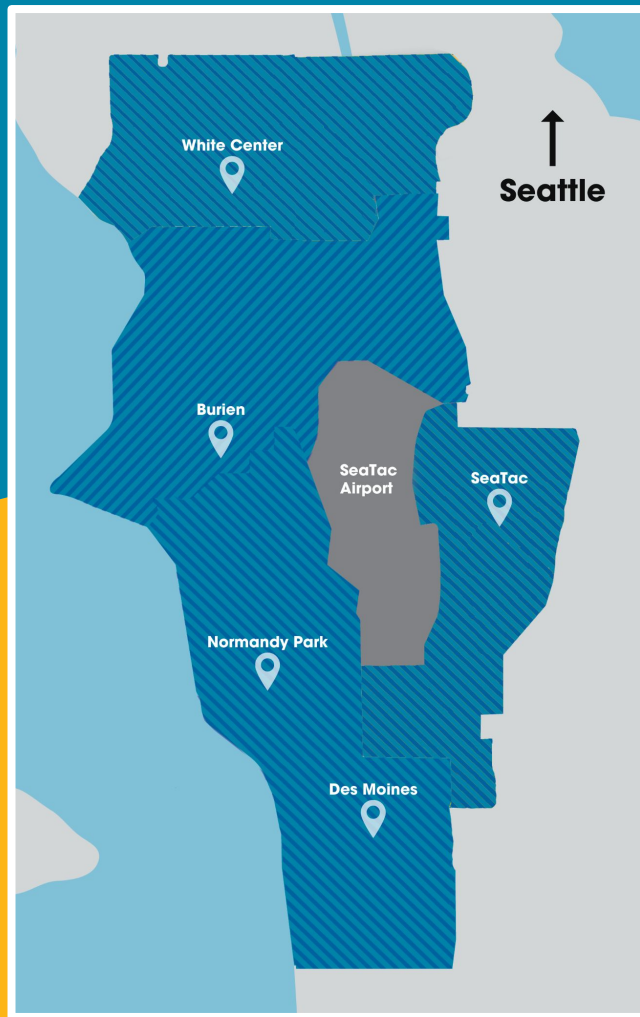 White Center
Seattle
Burien
SeaTac
Airport
SeaTac
Normandy Park
Des Moines